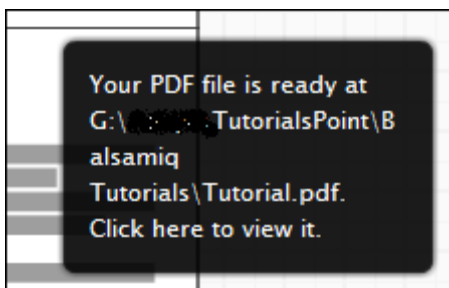 Your PDF file is ready at
G:\ TutorialsPoint\B
alsamiq
Tutorials\Tutorial.pdf.
Click here to view it.